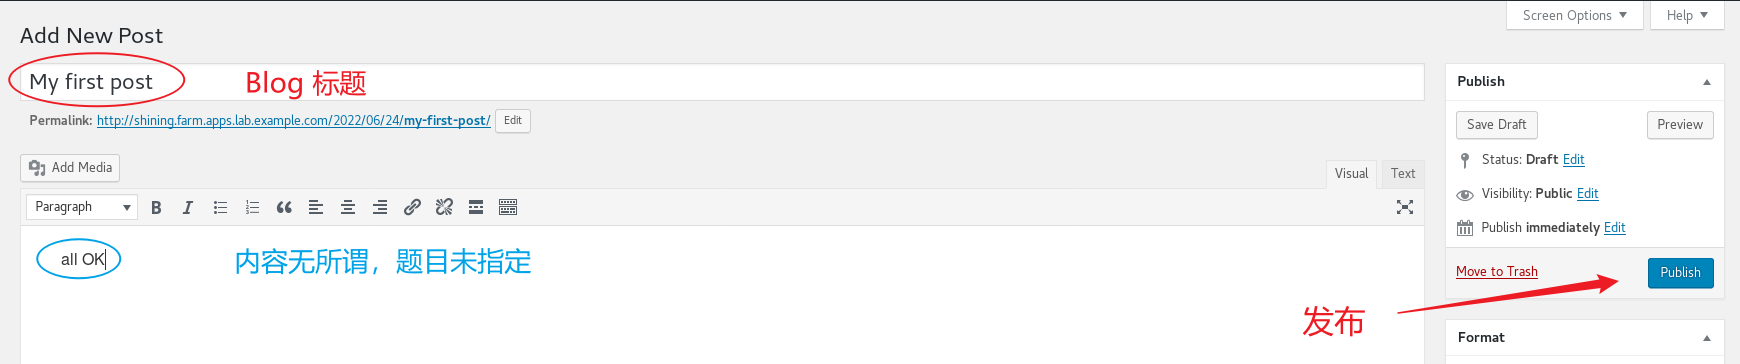 Screen Options
Help
Add New Post
My first post
Blog 标题
Permalink: http://shining.farm.apps.lab.example.com/2022/06/24/my-first-post/ Edit
Add Media
Visual Text
Paragraph
B I
all OK
内容无所谓，题目未指定
Publish
Save Draft
Preview
Status: Draft Edit
Visibility: Public Edit
Publish immediately Edit
Move to Trash
Publish
发布
Format